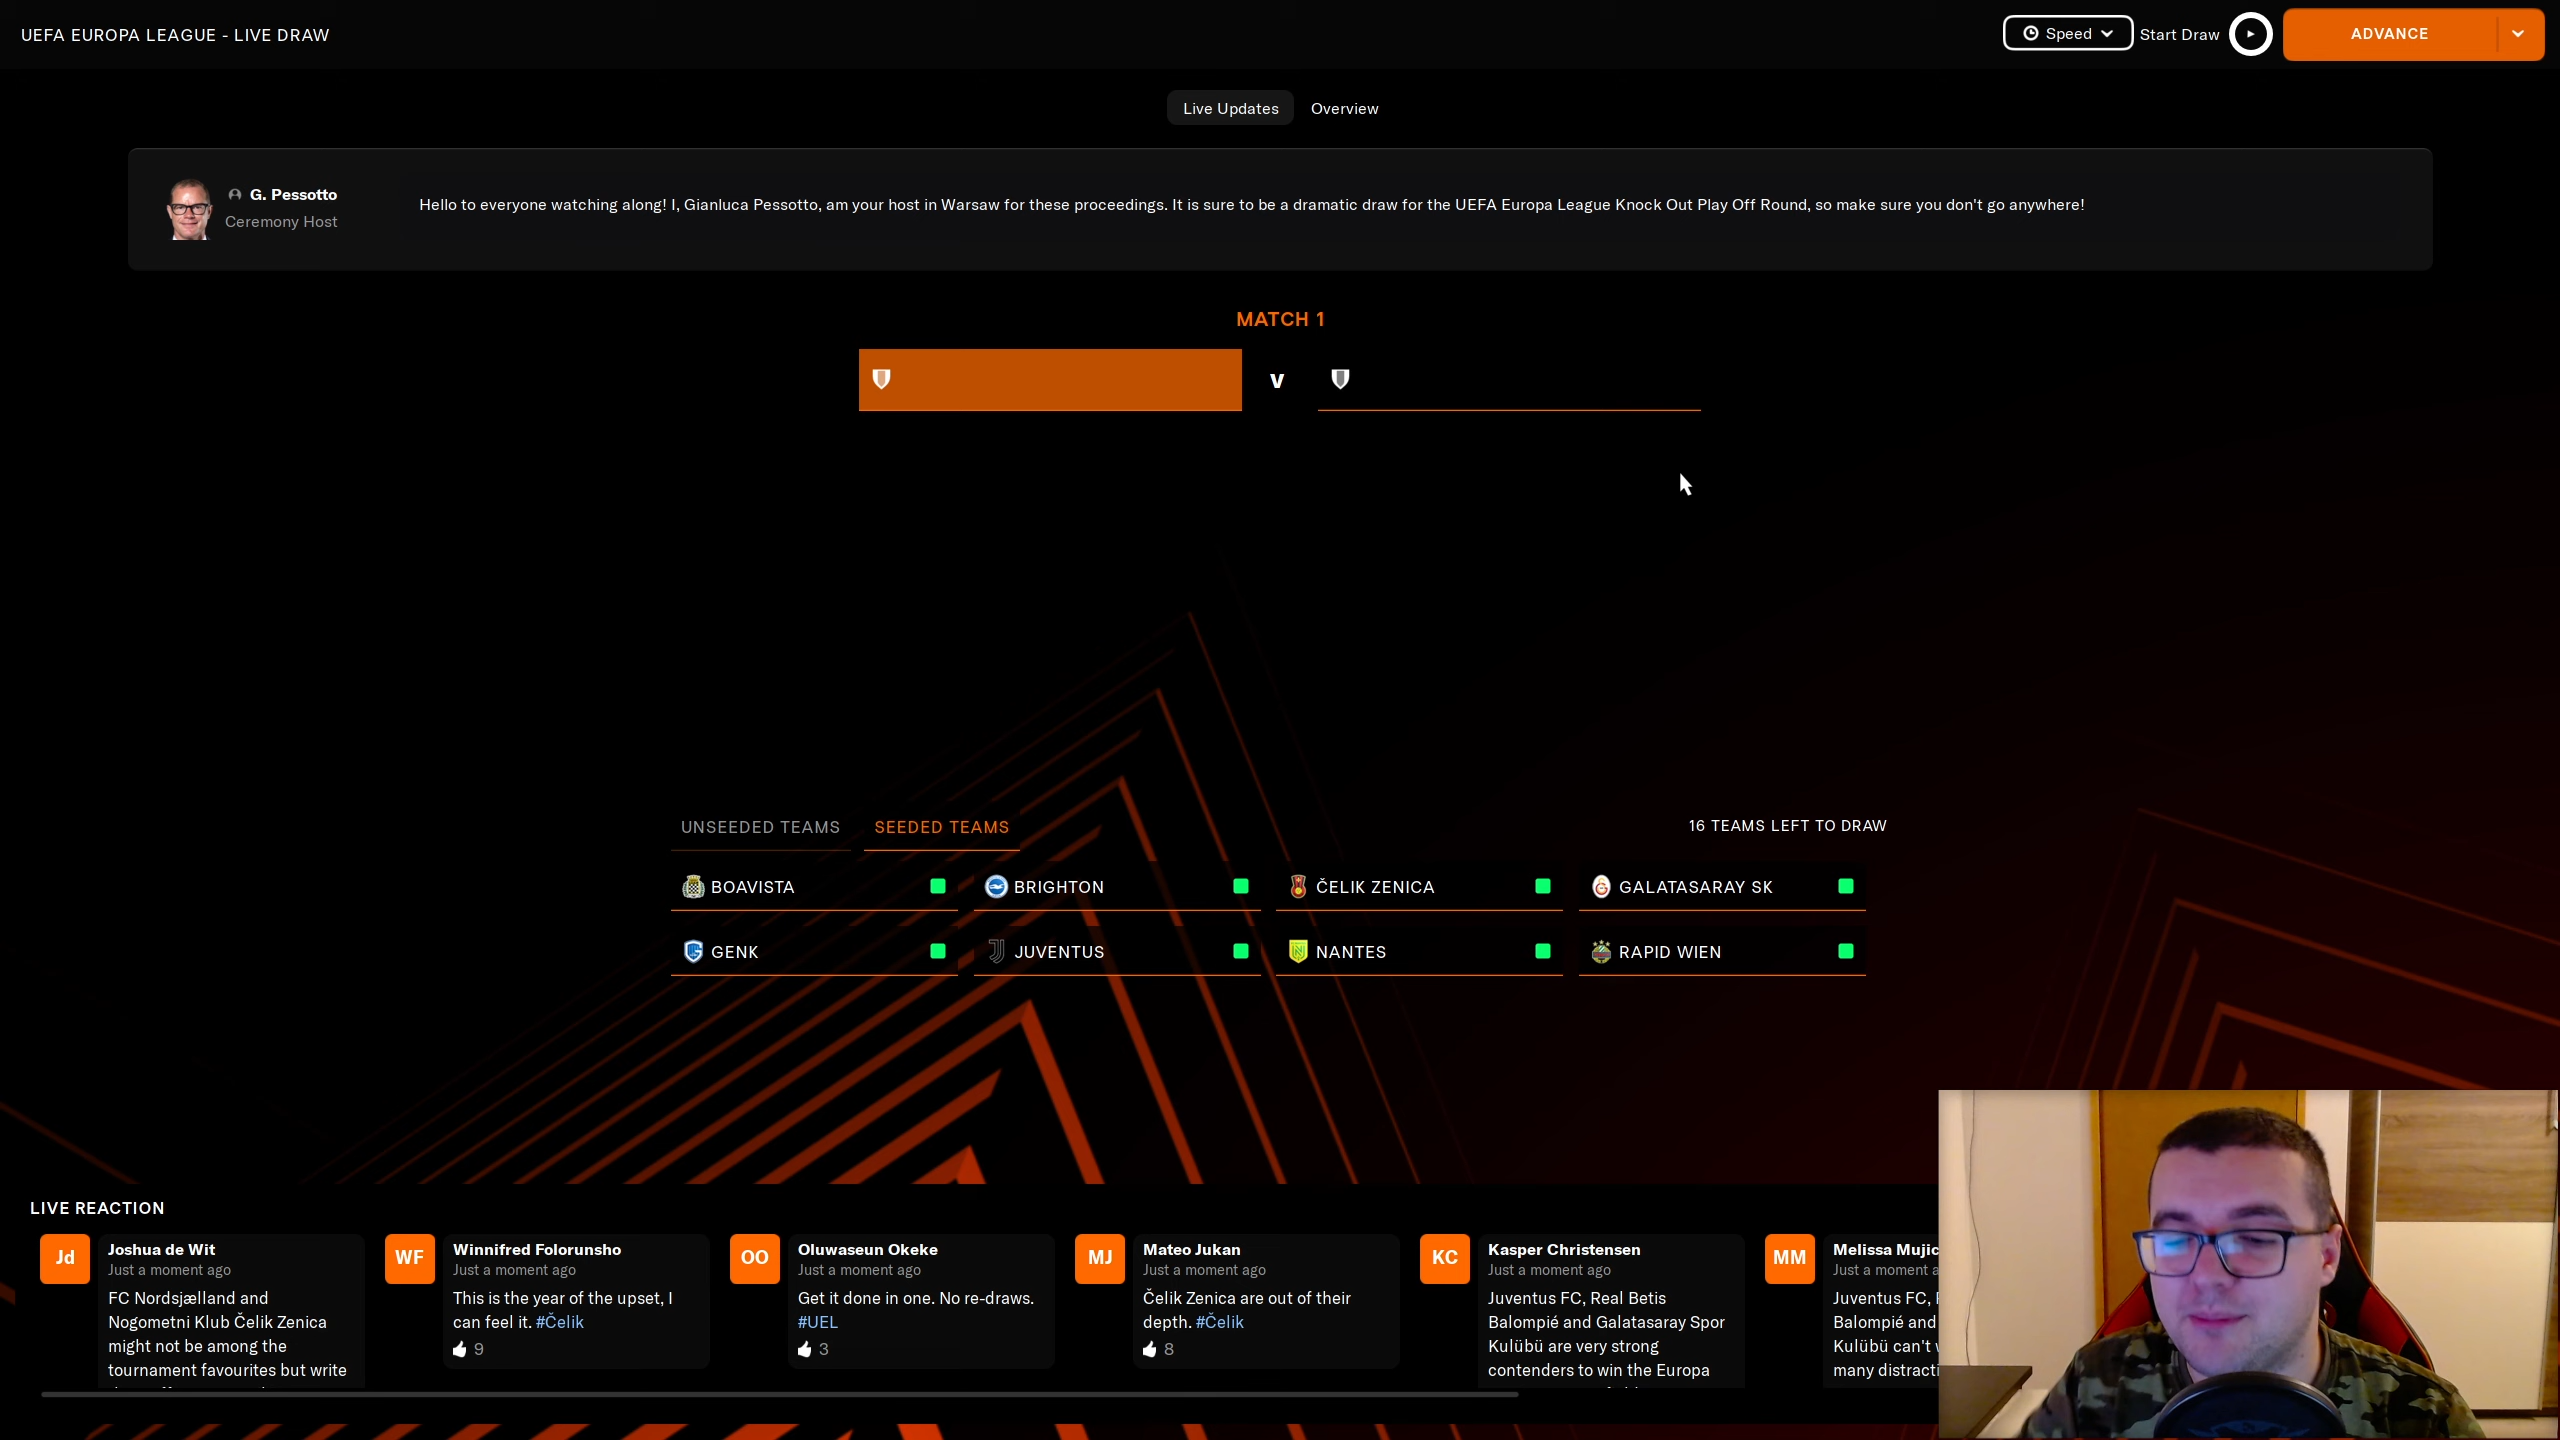 UEFA EUROPA LEAGUE - LIVE DRAW
Speed
Start Draw
ADVANCE
Live Updates
Overview
G. Pessotto
Ceremony Host
Hello to everyone watching along! I, Gianluca Pessotto, am your host in Warsaw for these proceedings. It is sure to be a dramatic draw for the UEFA Europa League Knock Out Play Off Round, so make sure you don't go anywhere!
MATCH 1
v
UNSEEDED TEAMS
SEEDED TEAMS
16 TEAMS LEFT TO DRAW
BOAVISTA
BRIGHTON
ČELIK ZENICA
GALATASARAY SK
GENK
JUVENTUS
NANTES
RAPID WIEN
LIVE REACTION
Jd
Joshua de Wit
Just a moment ago
FC Nordsjælland and
Nogometni Klub Čelik Zenica
might not be among the
tournament favourites but write
WF
Winnifred Folorunsho
Just a moment ago
This is the year of the upset, I
can feel it. #Čelik
9
OO
Oluwaseun Okeke
Just a moment ago
Get it done in one. No re-draws.
#UEL
3
MJ
Mateo Jukan
Just a moment ago
Čelik Zenica are out of their
depth. #Čelik
8
KC
Kasper Christensen
Just a moment ago
Juventus FC, Real Betis
Balompié and Galatasaray Spor
Kulübü are very strong
contenders to win the Europa
MM
Melissa Mujic
Just a moment a
Juventus FC,
Balompié and
Kulübü can't
many distracti